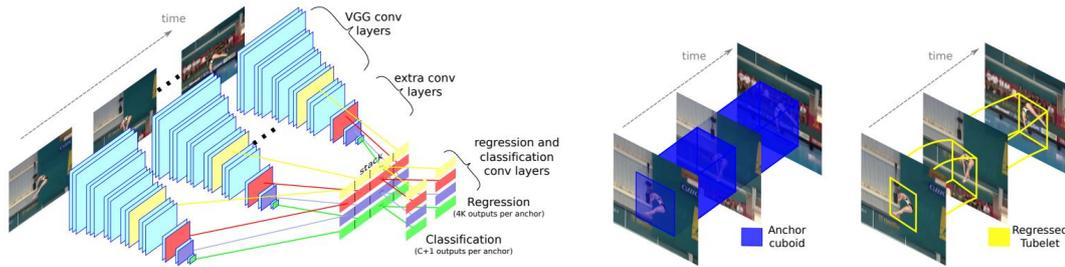 time
VGG conv
layers
extra conv
layers
stack
regression and
classification
conv layers
Regression
(4K outputs per anchor)
Classification
(C+1 outputs per anchor)
time
Anchor
cuboid
time
Regressed
Tubelet